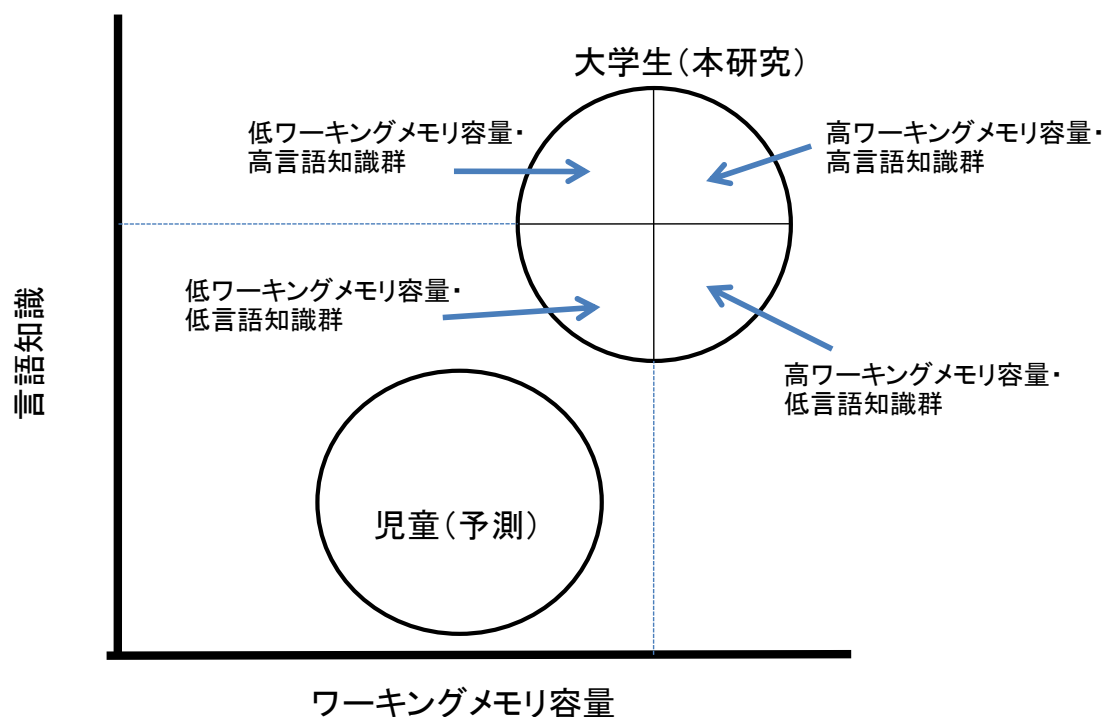 大学生（本研究）
低ワーキングメモリ容量・
高言語知識群
高ワーキングメモリ容量・
高言語知識群
低ワーキングメモリ容量・
低言語知識群
高ワーキングメモリ容量・
低言語知識群
言語知識
児童（予測）
ワーキングメモリ容量